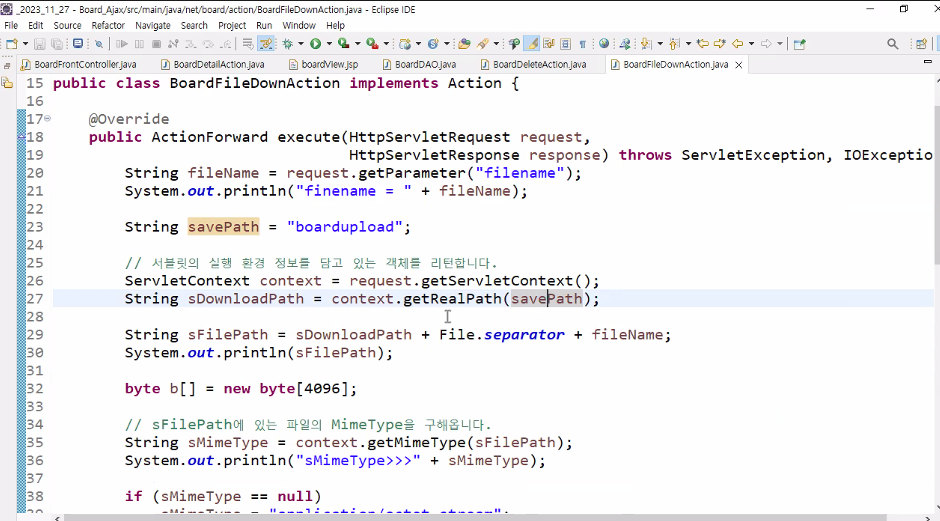 _2023_11_27 - Board_Ajax/src/main/java/net/board/action/BoardFileDownAction.java - Eclipse IDE
File Edit Source Refactor Navigate Search Project Run Window Help
BoardFrontController.java BoardDetailAction.java boardView.jsp BoardDAO.java BoardDeleteAction.java BoardFileDownAction.java
15 public class BoardFileDownAction implements Action {
16
17 @Override
18 public ActionForward execute(HttpServletRequest request,
19 HttpServletResponse response) throws ServletException, IOExceptio
20 String fileName = request.getParameter("filename");
21 System.out.println("finename = " + fileName);
22
23 String savePath = "boardupload";
24
25 // 서블릿의 실행 환경 정보를 담고 있는 객체를 리턴합니다.
26 ServletContext context = request.getServletContext();
27 String sDownloadPath = context.getRealPath(savePath);
28
29 String sFilePath = sDownloadPath + File.separator + fileName;
30 System.out.println(sFilePath);
31
32 byte b[] = new byte[4096];
33
34 // sFilePath에 있는 파일의 MimeType을 구해옵니다.
35 String sMimeType = context.getMimeType(sFilePath);
36 System.out.println("sMimeType>>>" + sMimeType);
37
38 if (sMimeType == null)
sMimeType = "application/octet-stream";